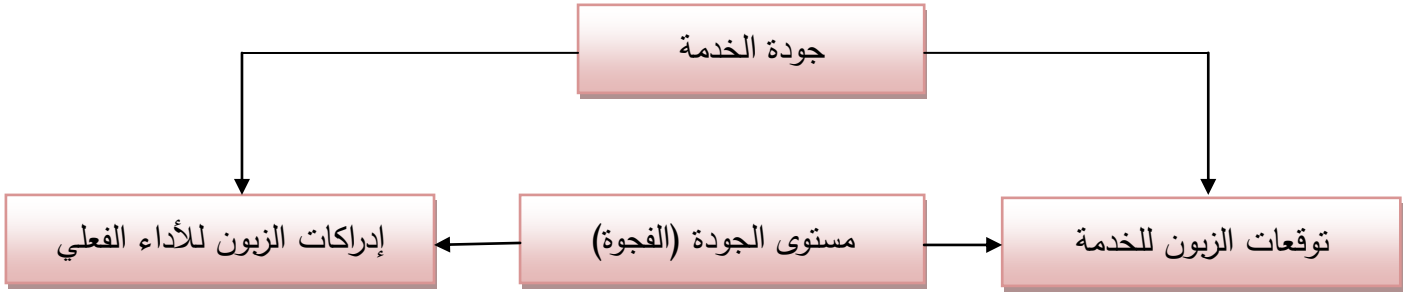 جودة الخدمة
توقعات الزبون للخدمة
مستوى الجودة (الفجوة)
إدراكات الزبون للأداء الفعلي